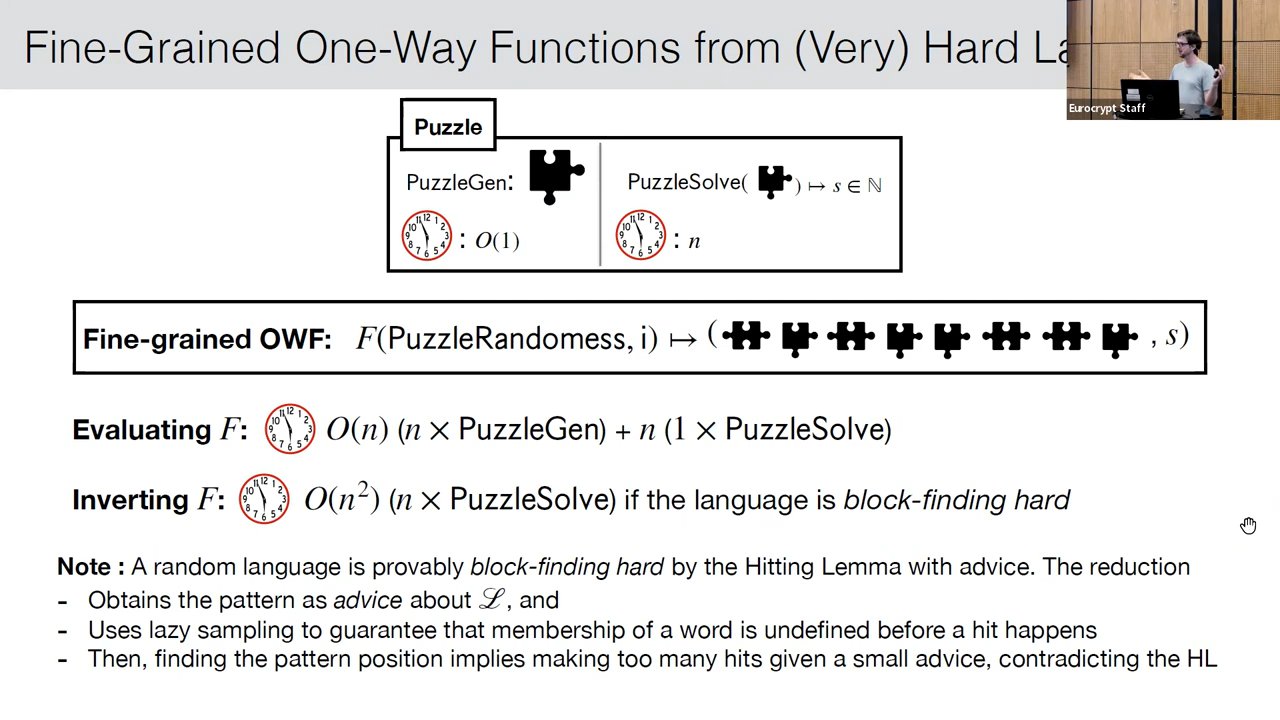 Fine-Grained One-Way Functions from (Very) Hard La
Eurocrypt Staff
Puzzle
PuzzleGen:
PuzzleSolve( ) ↦ s ∈ ℕ
: O(1)
: n
Fine-grained OWF: F(PuzzleRandomess, i) ↦ ( , s)
Evaluating F: O(n) (n × PuzzleGen) + n (1 × PuzzleSolve)
Inverting F: O(n²) (n × PuzzleSolve) if the language is block-finding hard
Note : A random language is provably block-finding hard by the Hitting Lemma with advice. The reduction
- Obtains the pattern as advice about ℒ, and
- Uses lazy sampling to guarantee that membership of a word is undefined before a hit happens
- Then, finding the pattern position implies making too many hits given a small advice, contradicting the HL